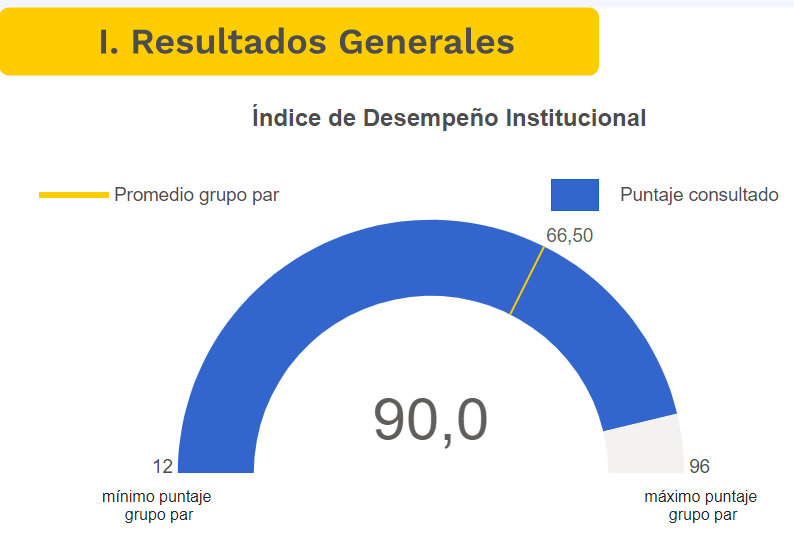 I. Resultados Generales
Índice de Desempeño Institucional
Promedio grupo par
Puntaje consultado
66,50
90,0
12
96
mínimo puntaje
grupo par
máximo puntaje
grupo par